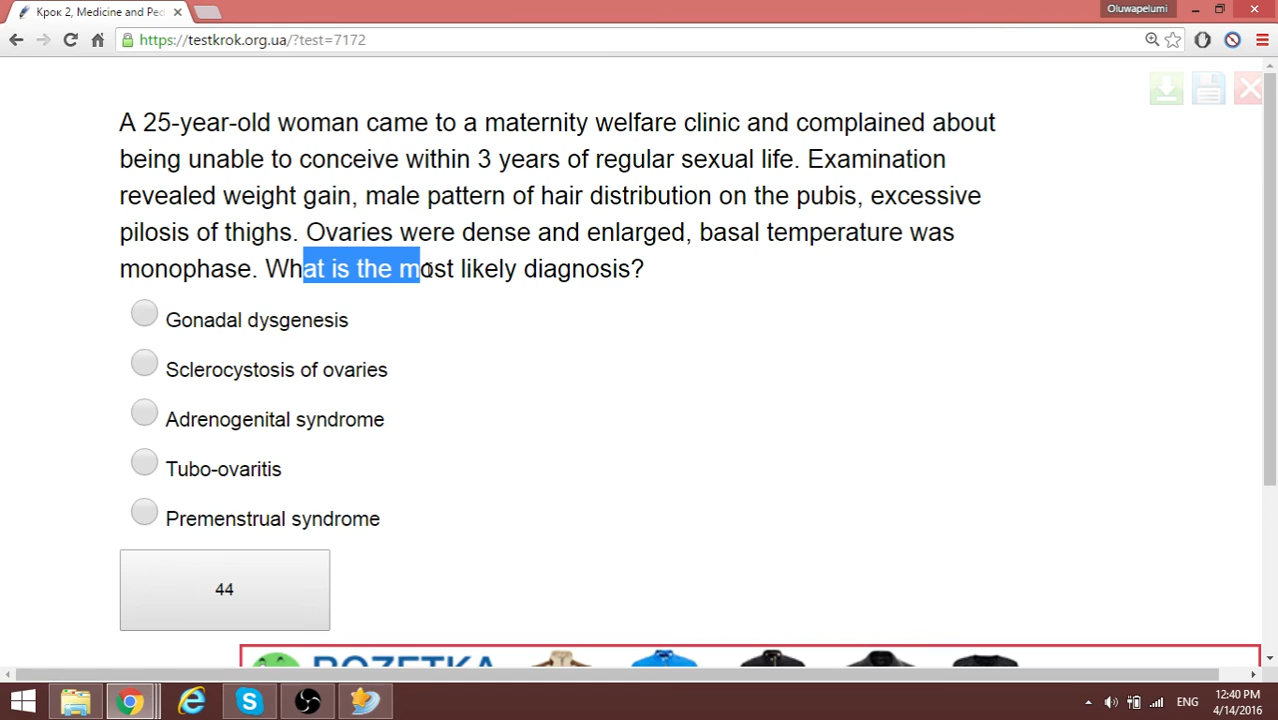 Крок 2, Medicine and Pedi
Oluwapelumi
https://testkrok.org.ua/?test=7172
A 25-year-old woman came to a maternity welfare clinic and complained about
being unable to conceive within 3 years of regular sexual life. Examination
revealed weight gain, male pattern of hair distribution on the pubis, excessive
pilosis of thighs. Ovaries were dense and enlarged, basal temperature was
monophase. What is the most likely diagnosis?
Gonadal dysgenesis
Sclerocystosis of ovaries
Adrenogenital syndrome
Tubo-ovaritis
Premenstrual syndrome
44
ROZETKA
ENG
12:40 PM
4/14/2016